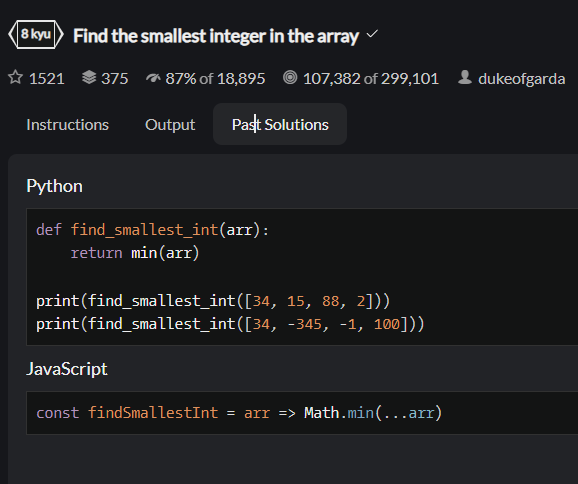 8 kyu Find the smallest integer in the array
1521 375 87% of 18,895 107,382 of 299,101 dukeofgarda
Instructions Output Past Solutions
Python
def find_smallest_int(arr):
    return min(arr)
print(find_smallest_int([34, 15, 88, 2]))
print(find_smallest_int([34, -345, -1, 100]))
JavaScript
const findSmallestInt = arr => Math.min(...arr)